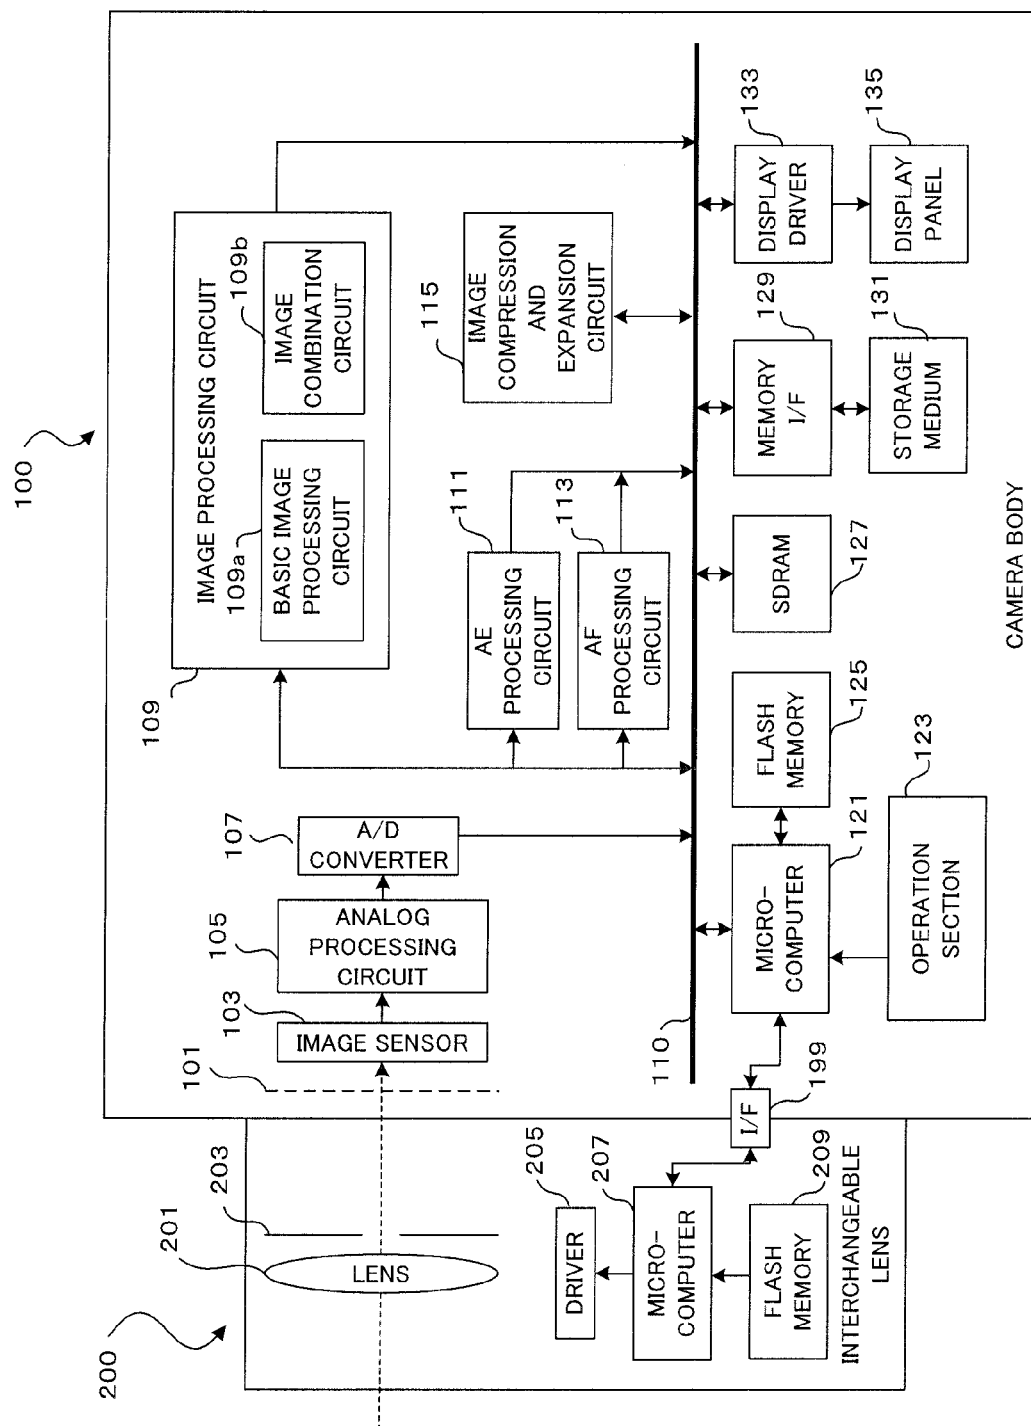 100
109
IMAGE PROCESSING CIRCUIT
109a
BASIC IMAGE
PROCESSING
CIRCUIT
109b
IMAGE
COMBINATION
CIRCUIT
107
A/D
CONVERTER
105
ANALOG
PROCESSING
CIRCUIT
103
IMAGE SENSOR
101
111
AE
PROCESSING
CIRCUIT
113
AF
PROCESSING
CIRCUIT
115
IMAGE
COMPRESSION
AND
EXPANSION
CIRCUIT
110
MICRO-
COMPUTER
121
FLASH
MEMORY
125
SDRAM
127
MEMORY
I/F
129
DISPLAY
DRIVER
133
OPERATION
SECTION
123
STORAGE
MEDIUM
131
DISPLAY
PANEL
135
CAMERA BODY
I/F
199
200
201
LENS
203
DRIVER
205
MICRO-
COMPUTER
207
FLASH
MEMORY
209
INTERCHANGEABLE
LENS